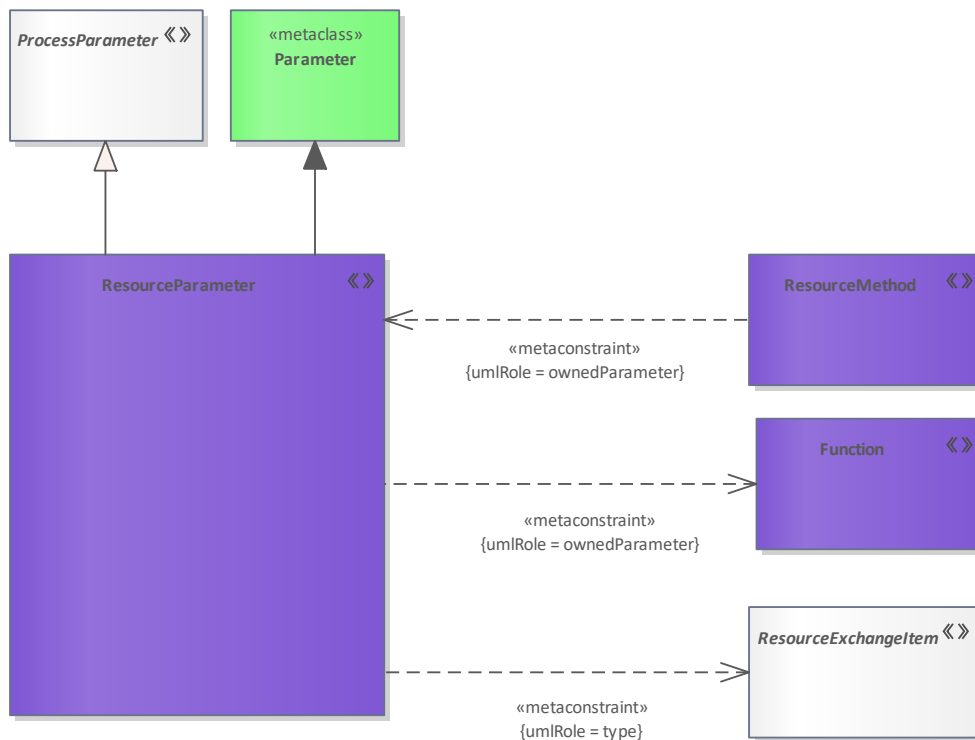 ProcessParameter «»
«metaclass»
Parameter
ResourceParameter «»
ResourceMethod «»
«metaconstraint»
{umlRole = ownedParameter}
Function «»
«metaconstraint»
{umlRole = ownedParameter}
ResourceExchangeItem «»
«metaconstraint»
{umlRole = type}